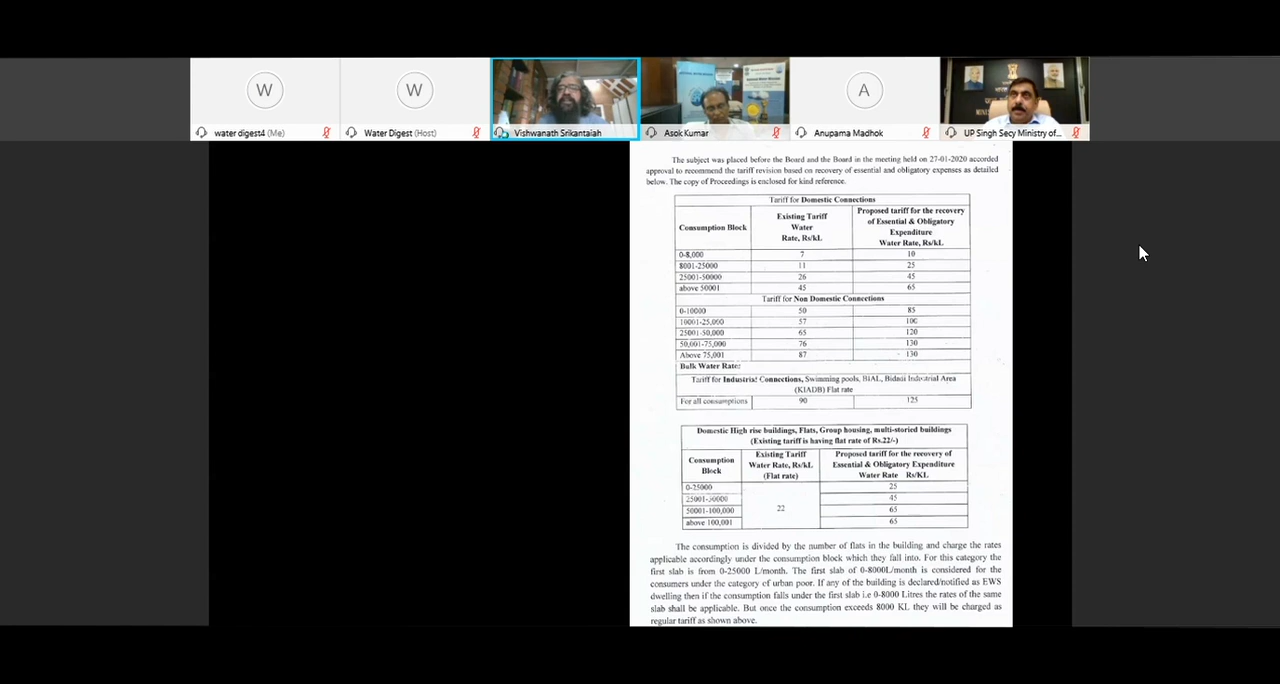 W
W
A
water digest4 (Me)
Water Digest (Host)
Vishwanath Srikantaiah
Asok Kumar
Anupama Madhok
UP Singh Secy Ministry of...
The subject was placed before the Board and the Board in the meeting held on 27-01-2020 accorded
approval to recommend the tariff revision based on recovery of essential and obligatory expenses as detailed
below. The copy of Proceedings is enclosed for kind reference.
Tariff for Domestic Connections
Consumption Block
Existing Tariff
Water
Rate, Rs/kL
Proposed tariff for the recovery
of Essential & Obligatory
Expenditure
Water Rate, Rs/kL
0-8,000 7 10
8001-25000 11 25
25001-50000 26 45
above 50001 45 65
Tariff for Non Domestic Connections
0-10000 50 85
10001-25,000 57 100
25001-50,000 65 120
50,001-75,000 76 130
Above 75,001 87 130
Bulk Water Rate:
Tariff for Industrial Connections, Swimming pools, BIAL, Bidadi Industrial Area
(KIADB) Flat rate
For all consumptions 90 125
Domestic High rise buildings, Flats, Group housing, multi-storied buildings
(Existing tariff is having flat rate of Rs.22/-)
Consumption
Block
Existing Tariff
Water Rate, Rs/kL
(Flat rate)
Proposed tariff for the recovery of
Essential & Obligatory Expenditure
Water Rate Rs/KL
0-25000 25
25001-50000 45
22
50001-100,000 65
above 100,001 65
The consumption is divided by the number of flats in the building and charge the rates
applicable accordingly under the consumption block which they fall into. For this category the
first slab is from 0-25000 L/month. The first slab of 0-8000L/month is considered for the
consumers under the category of urban poor. If any of the building is declared/notified as EWS
dwelling then if the consumption falls under the first slab i.e 0-8000 Litres the rates of the same
slab shall be applicable. But once the consumption exceeds 8000 KL they will be charged as
regular tariff as shown above.